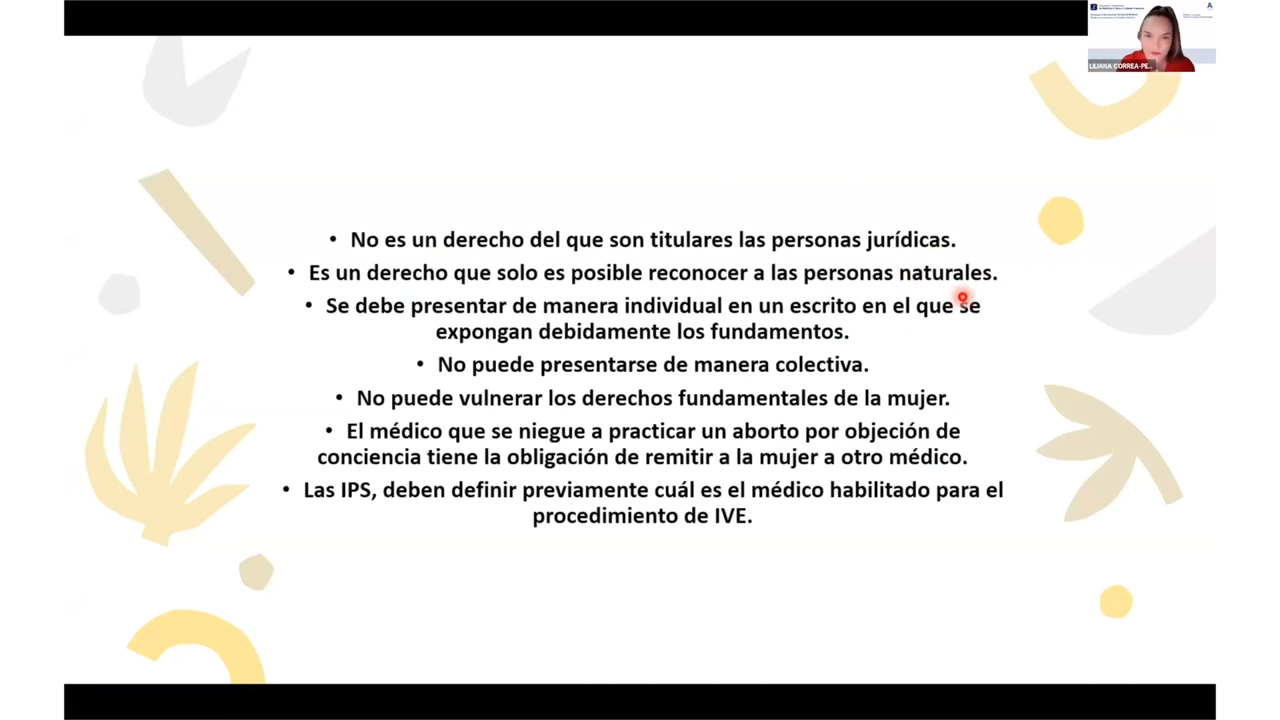 LILIANA CORREA-PE...
• No es un derecho del que son titulares las personas jurídicas.
• Es un derecho que solo es posible reconocer a las personas naturales.
• Se debe presentar de manera individual en un escrito en el que se
expongan debidamente los fundamentos.
• No puede presentarse de manera colectiva.
• No puede vulnerar los derechos fundamentales de la mujer.
• El médico que se niegue a practicar un aborto por objeción de
conciencia tiene la obligación de remitir a la mujer a otro médico.
• Las IPS, deben definir previamente cuál es el médico habilitado para el
procedimiento de IVE.